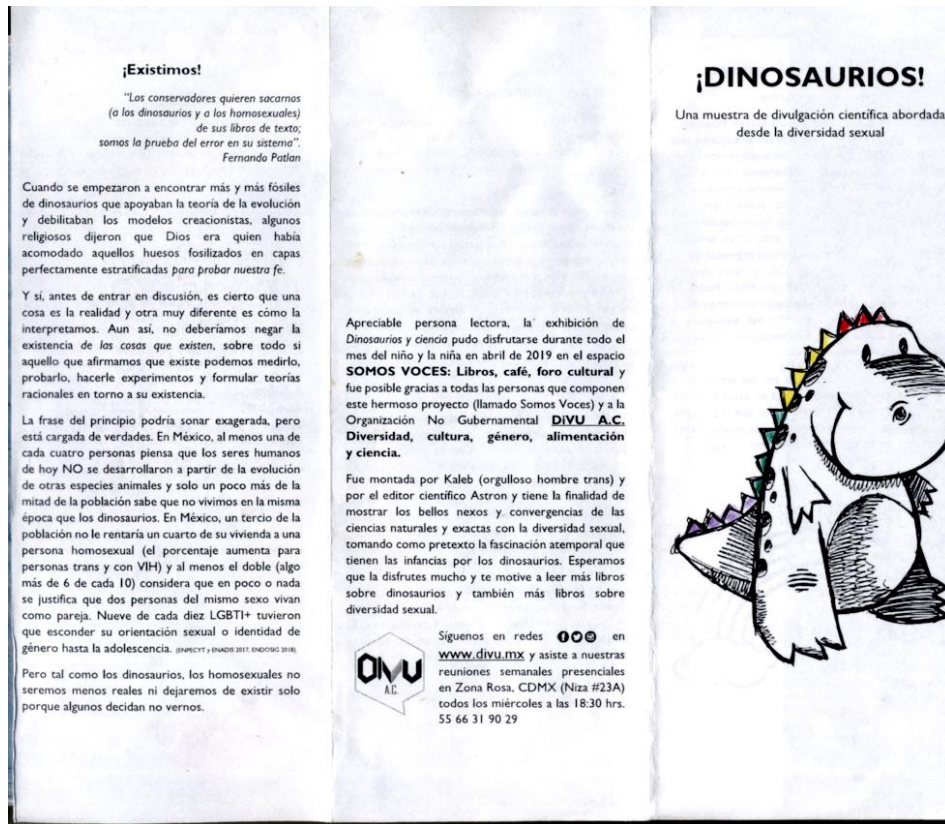 ¡Existimos!
"Los conservadores quieren sacarnos
(a los dinosaurios y a los homosexuales)
de sus libros de texto;
somos la prueba del error en su sistema".
Fernando Patlan
Cuando se empezaron a encontrar más y más fósiles
de dinosaurios que apoyaban la teoría de la evolución
y debilitaban los modelos creacionistas, algunos
religiosos dijeron que Dios era quien había
acomodado aquellos huesos fosilizados en capas
perfectamente estratificadas para probar nuestra fe.
Y sí, antes de entrar en discusión, es cierto que una
cosa es la realidad y otra muy diferente es cómo la
interpretamos. Aun así, no deberíamos negar la
existencia de las cosas que existen, sobre todo si
aquello que afirmamos que existe podemos medirlo,
probarlo, hacerle experimentos y formular teorías
racionales en torno a su existencia.
La frase del principio podría sonar exagerada, pero
está cargada de verdades. En México, al menos una de
cada cuatro personas piensa que los seres humanos
de hoy NO se desarrollaron a partir de la evolución
de otras especies animales y solo un poco más de la
mitad de la población sabe que no vivimos en la misma
época que los dinosaurios. En México, un tercio de la
población no le rentaría un cuarto de su vivienda a una
persona homosexual (el porcentaje aumenta para
personas trans y con VIH) y al menos el doble (algo
más de 6 de cada 10) considera que en poco o nada
se justifica que dos personas del mismo sexo vivan
como pareja. Nueve de cada diez LGBTI+ tuvieron
que esconder su orientación sexual o identidad de
género hasta la adolescencia. (ENPECYT y ENADIS 2017, ENDOSIG 2018).
Pero tal como los dinosaurios, los homosexuales no
seremos menos reales ni dejaremos de existir solo
porque algunos decidan no vernos.
Apreciable persona lectora, la exhibición de
Dinosaurios y ciencia pudo disfrutarse durante todo el
mes del niño y la niña en abril de 2019 en el espacio
SOMOS VOCES: Libros, café, foro cultural y
fue posible gracias a todas las personas que componen
este hermoso proyecto (llamado Somos Voces) y a la
Organización No Gubernamental DiVU A.C.
Diversidad, cultura, género, alimentación
y ciencia.
Fue montada por Kaleb (orgulloso hombre trans) y
por el editor científico Astron y tiene la finalidad de
mostrar los bellos nexos y convergencias de las
ciencias naturales y exactas con la diversidad sexual,
tomando como pretexto la fascinación atemporal que
tienen las infancias por los dinosaurios. Esperamos
que la disfrutes mucho y te motive a leer más libros
sobre dinosaurios y también más libros sobre
diversidad sexual.
DIVU
A.C.
Síguenos en redes en
www.divu.mx y asiste a nuestras
reuniones semanales presenciales
en Zona Rosa, CDMX (Niza #23A)
todos los miércoles a las 18:30 hrs.
55 66 31 90 29
¡DINOSAURIOS!
Una muestra de divulgación científica abordada
desde la diversidad sexual